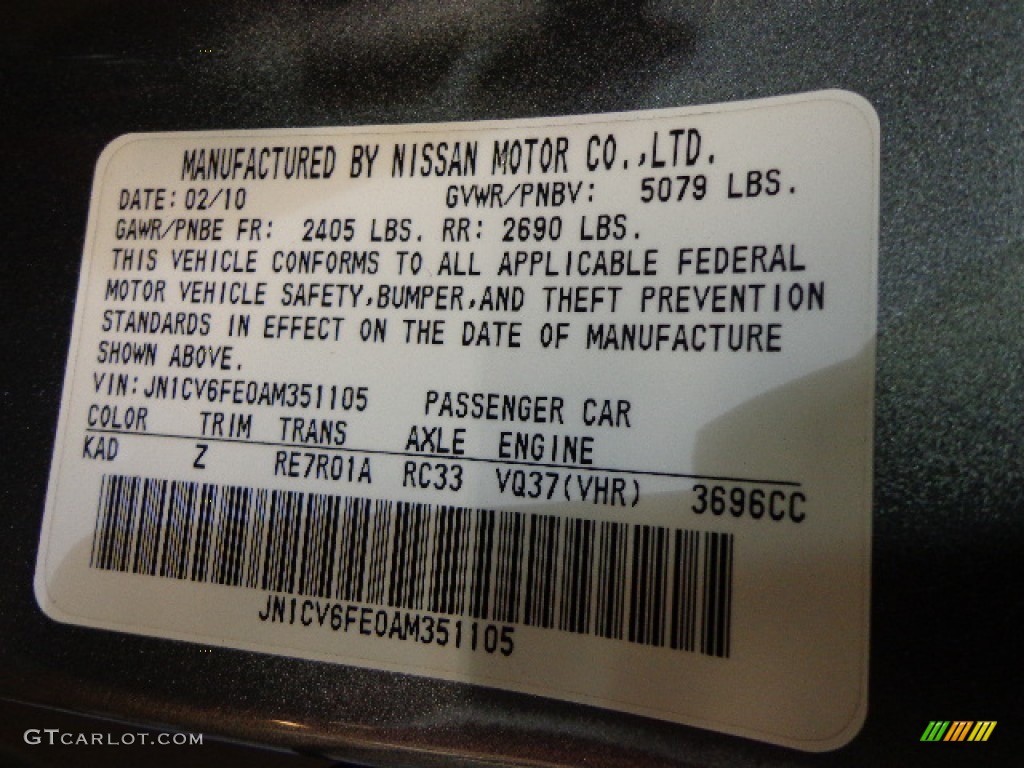 MANUFACTURED BY NISSAN MOTOR CO.,LTD.
DATE: 02/10 GVWR/PNBV: 5079 LBS.
GAWR/PNBE FR: 2405 LBS. RR: 2690 LBS.
THIS VEHICLE CONFORMS TO ALL APPLICABLE FEDERAL
MOTOR VEHICLE SAFETY,BUMPER,AND THEFT PREVENTION
STANDARDS IN EFFECT ON THE DATE OF MANUFACTURE
SHOWN ABOVE.
VIN: JN1CV6FE0AM351105 PASSENGER CAR
COLOR TRIM TRANS AXLE ENGINE
KAD Z RE7R01A RC33 VQ37(VHR) 3696CC
JN1CV6FE0AM351105
GTCARLOT.COM